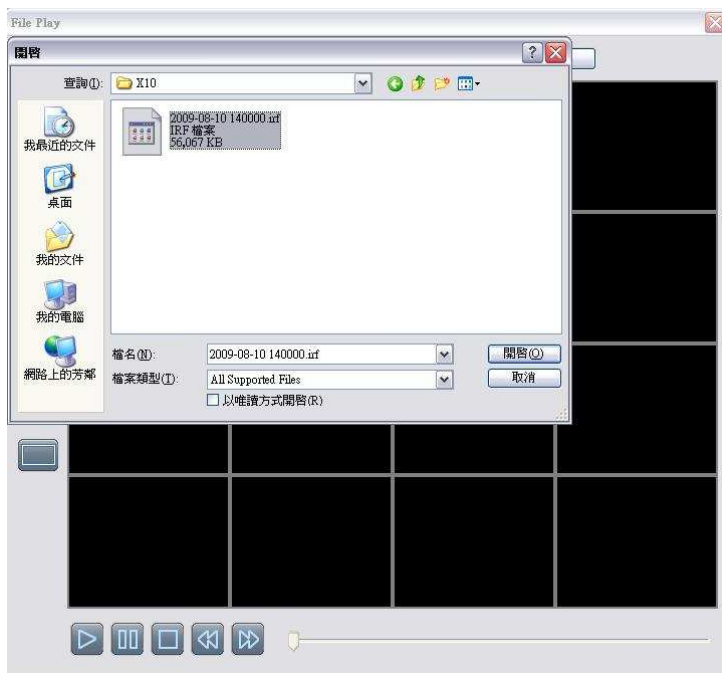 File Play
開啓
查詢(I):
X10
我最近的文件
桌面
我的文件
我的電腦
網路上的芳鄰
2009-08-10 140000.irf
IRF 檔案
56,067 KB
檔名(N):
2009-08-10 140000.irf
開啓(O)
檔案類型(T):
All Supported Files
取消
以唯讀方式開啓(R)